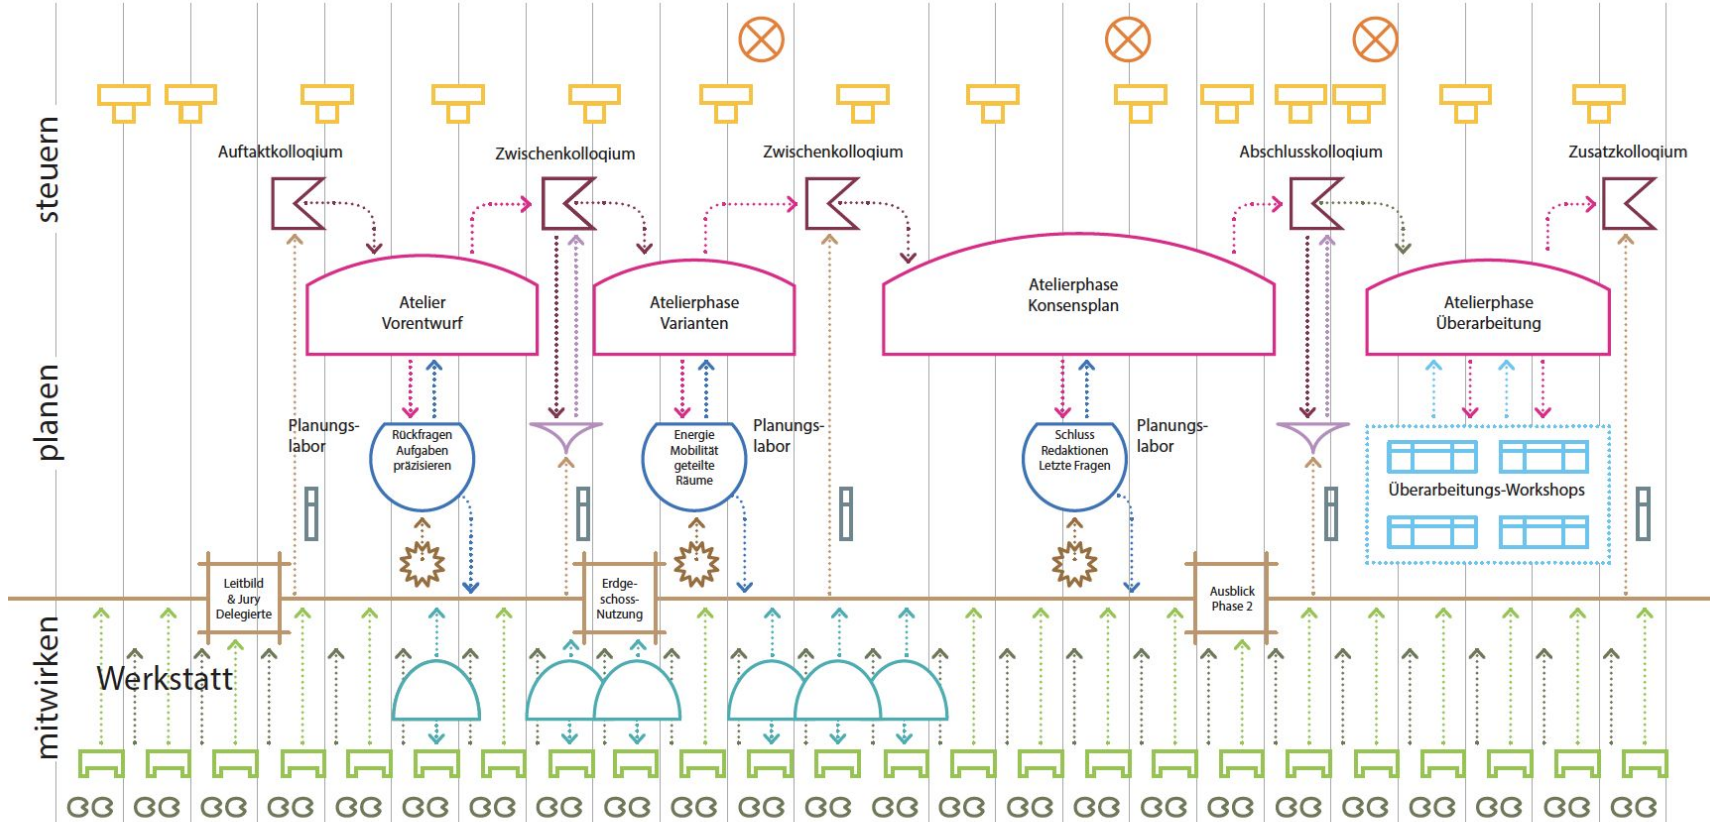 steuern
Auftaktkolloqium
Zwischenkolloqium
Zwischenkolloqium
Abschlusskolloqium
Zusatzkolloqium
planen
Atelier
Vorentwurf
Atelierphase
Varianten
Atelierphase
Konsensplan
Atelierphase
Überarbeitung
Planungs-
labor
Rückfragen
Aufgaben
präzisieren
Energie
Mobilität
geteilte
Räume
Planungs-
labor
Schluss
Redaktionen
Letzte Fragen
Planungs-
labor
Überarbeitungs-Workshops
mitwirken
Leitbild
& Jury
Delegierte
Erdge-
schoss-
Nutzung
Ausblick
Phase 2
Werkstatt